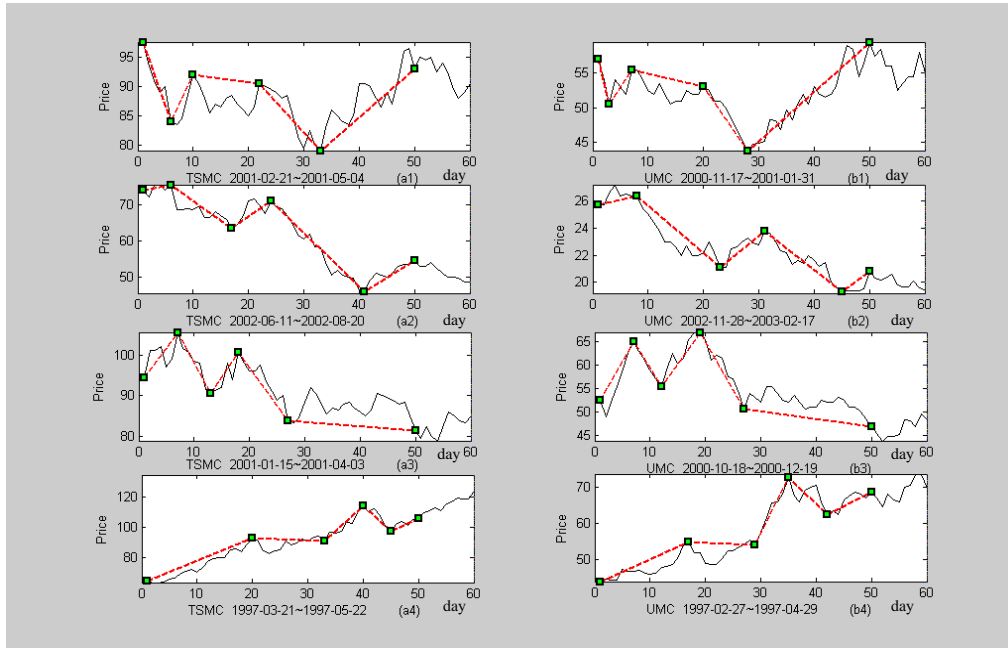 95
90
85
80
Price
0 10 20 30 40 50 60
TSMC 2001-02-21~2001-05-04 (a1) day
55
50
45
Price
0 10 20 30 40 50 60
UMC 2000-11-17~2001-01-31 (b1) day
70
60
50
Price
0 10 20 30 40 50 60
TSMC 2002-06-11~2002-08-20 (a2) day
26
24
22
20
Price
0 10 20 30 40 50 60
UMC 2002-11-28~2003-02-17 (b2) day
100
90
80
Price
0 10 20 30 40 50 60
TSMC 2001-01-15~2001-04-03 (a3) day
65
60
55
50
45
Price
0 10 20 30 40 50 60
UMC 2000-10-18~2000-12-19 (b3) day
120
100
80
Price
0 10 20 30 40 50 60
TSMC 1997-03-21~1997-05-22 (a4) day
70
60
50
Price
0 10 20 30 40 50 60
UMC 1997-02-27~1997-04-29 (b4) day